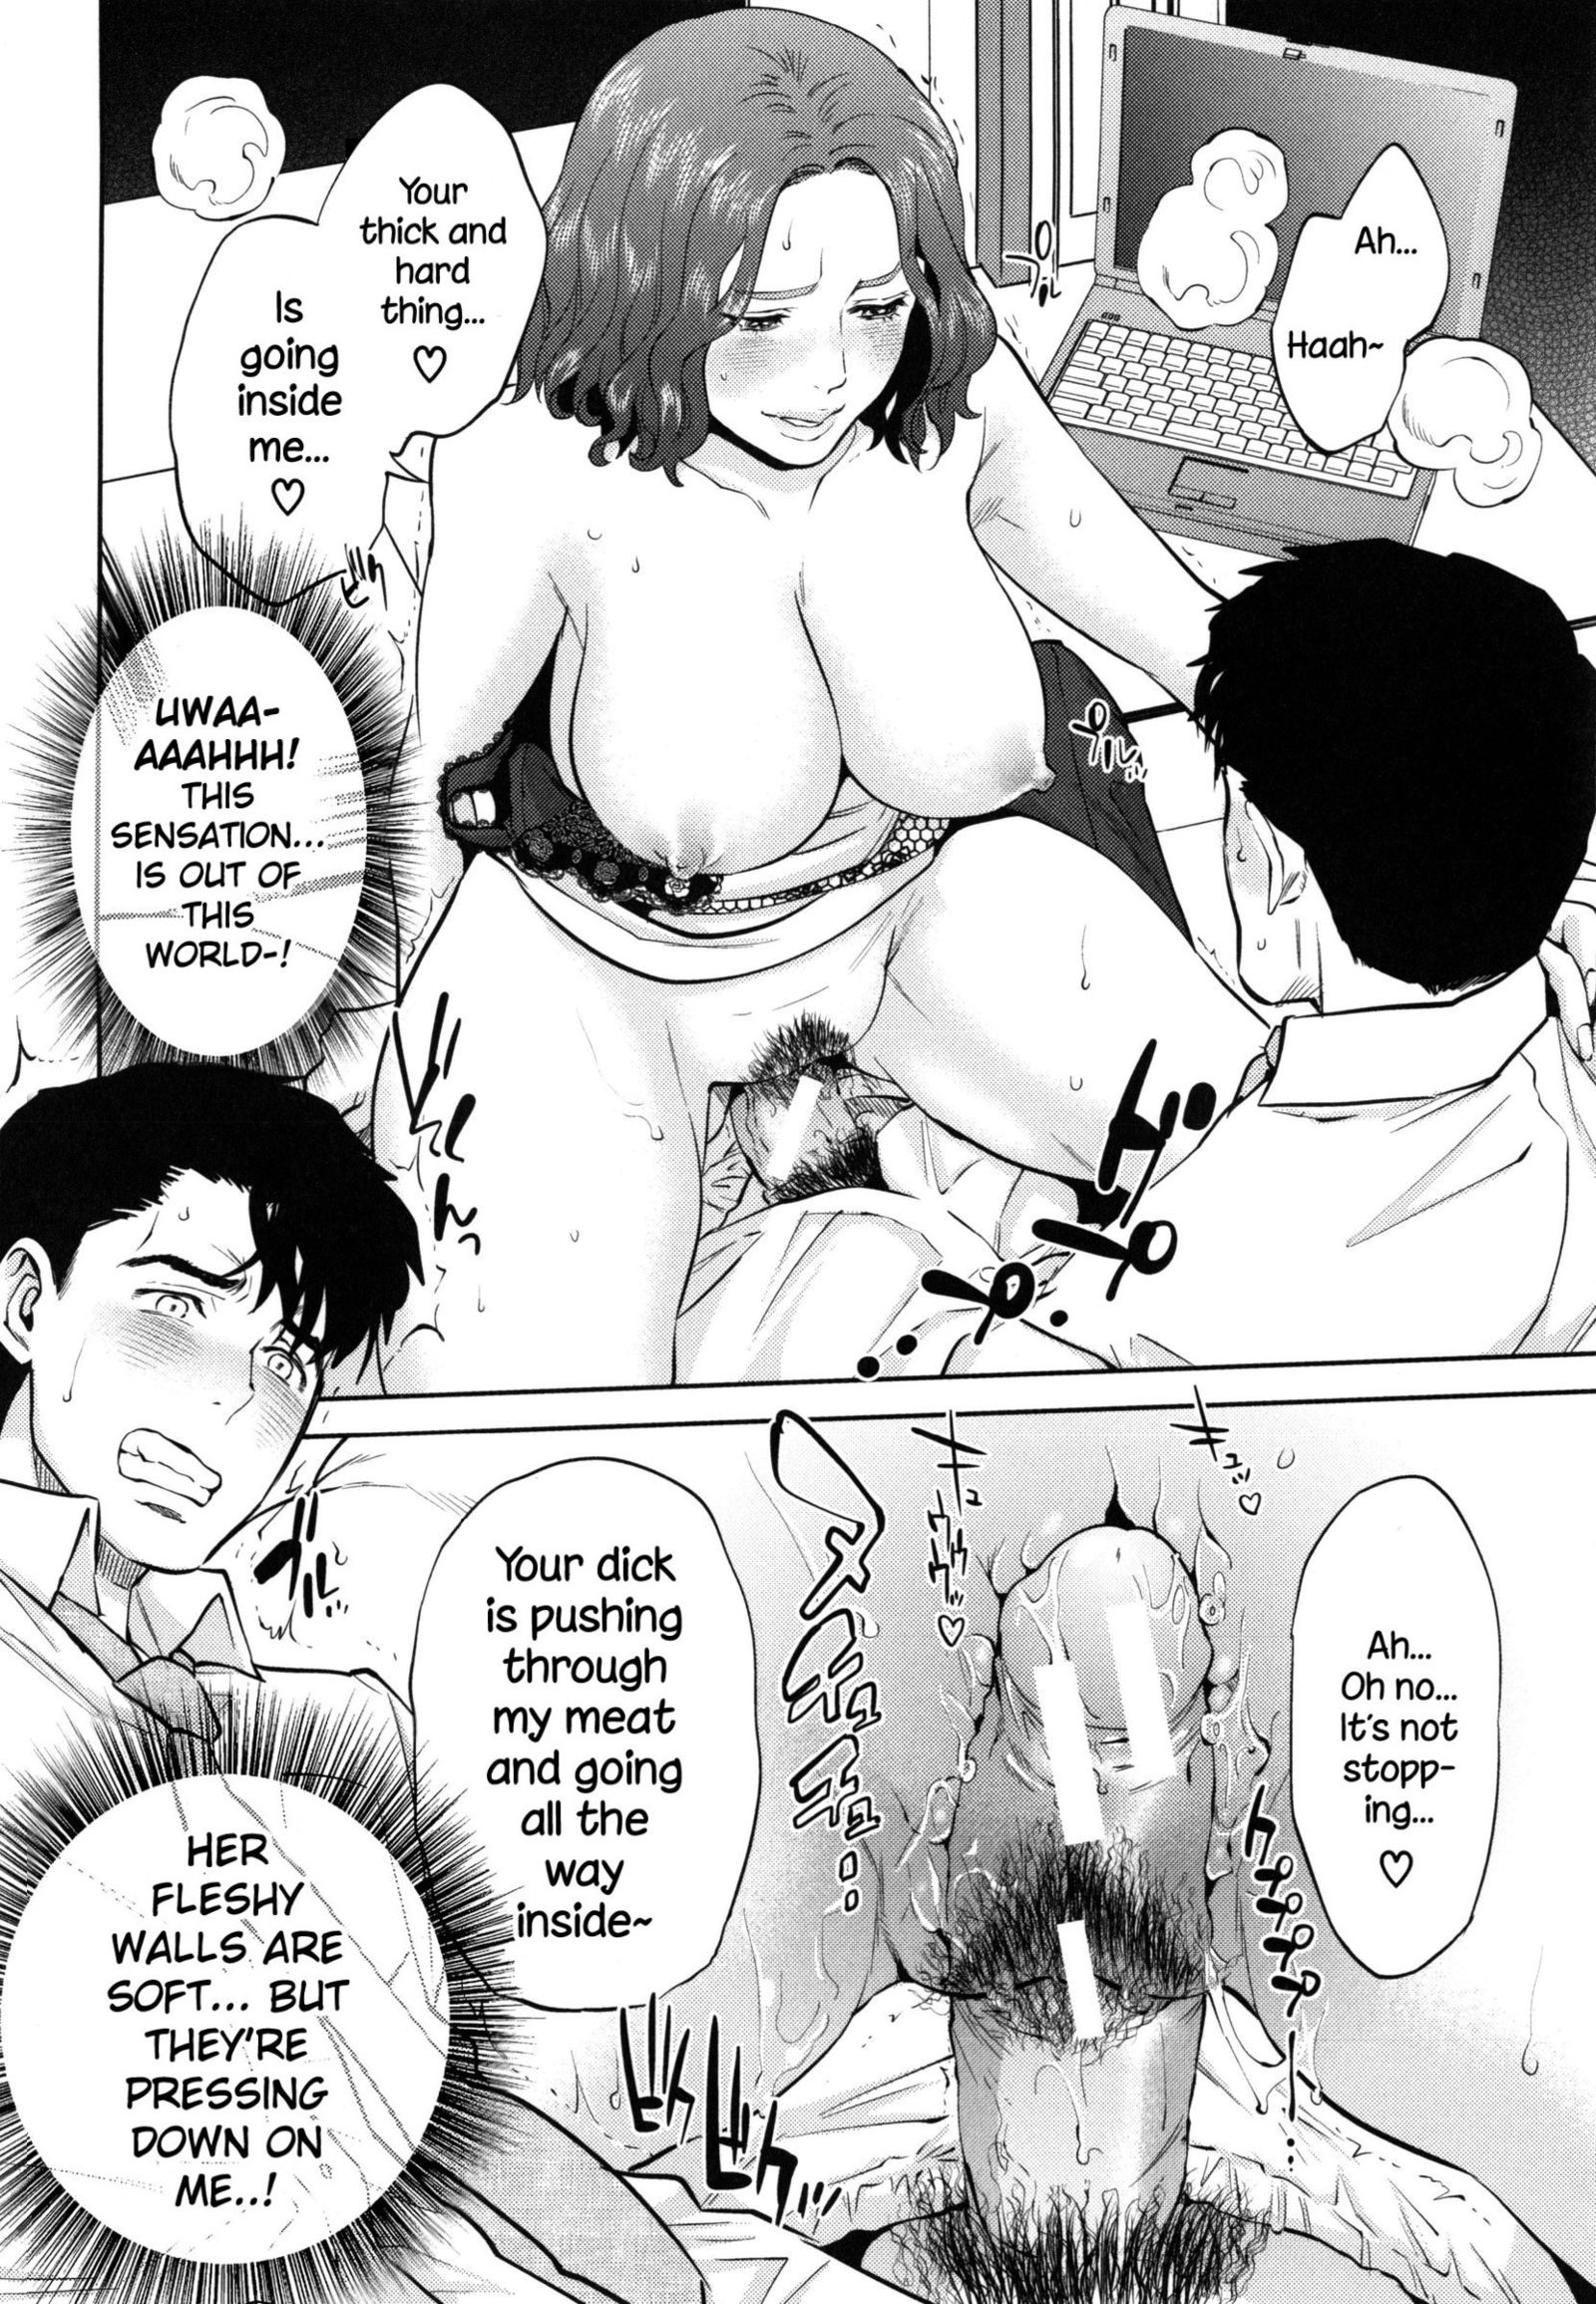 Ah...
Haah~
Your
thick and
hard
thing...
♡
Is
going
inside
me...
♡
UWAA-
AAAHHH!
THIS
SENSATION...
IS OUT OF
THIS
WORLD-!
Ah...
Oh no...
It's not
stopp-
ing...
♡
Your dick
is pushing
through
my meat
and going
all the
way
inside~
HER
FLESHY
WALLS ARE
SOFT... BUT
THEY'RE
PRESSING
DOWN ON
ME..!